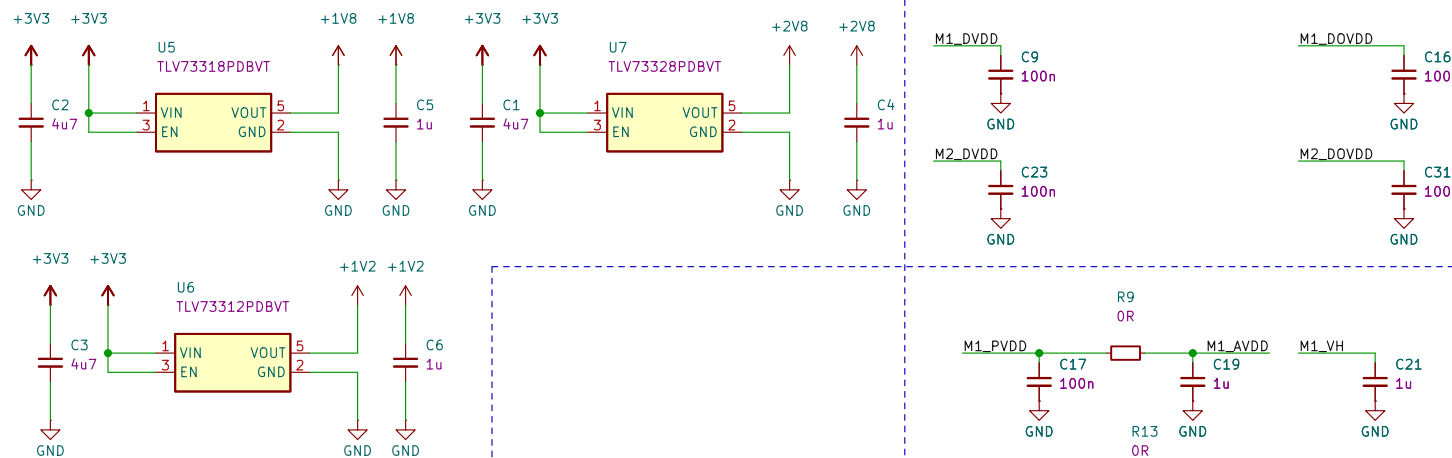 +3V3 +3V3 +1V8 +1V8
U5
TLV73318PDBVT
C2
4u7
1 VIN VOUT 5
3 EN GND 2
C5
1u
GND GND GND
+3V3 +3V3 +2V8 +2V8
U7
TLV73328PDBVT
C1
4u7
1 VIN VOUT 5
3 EN GND 2
C4
1u
GND GND GND
M1_DVDD
C9
100n
GND
M1_DOVDD
C16
100
GND
M2_DVDD
C23
100n
GND
M2_DOVDD
C31
100
GND
+3V3 +3V3 +1V2 +1V2
U6
TLV73312PDBVT
C3
4u7
1 VIN VOUT 5
3 EN GND 2
C6
1u
GND GND GND
R9
0R
M1_PVDD M1_AVDD M1_VH
C17 C19 C21
100n 1u 1u
GND GND GND
R13
0R